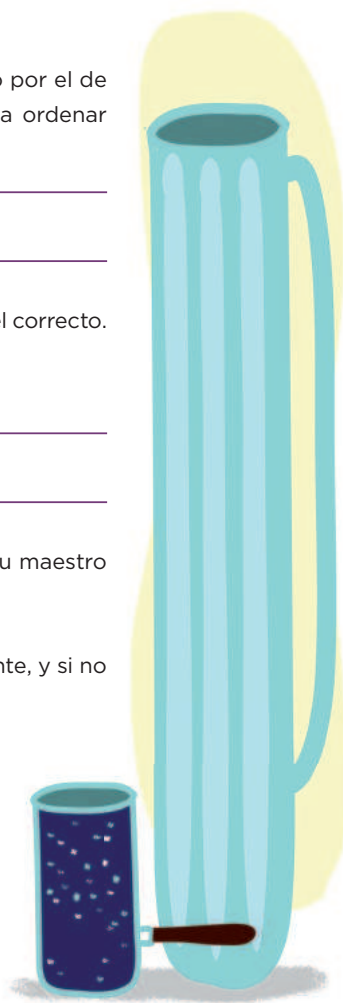 por el de
a ordenar
el correcto.
u maestro
nte, y si no